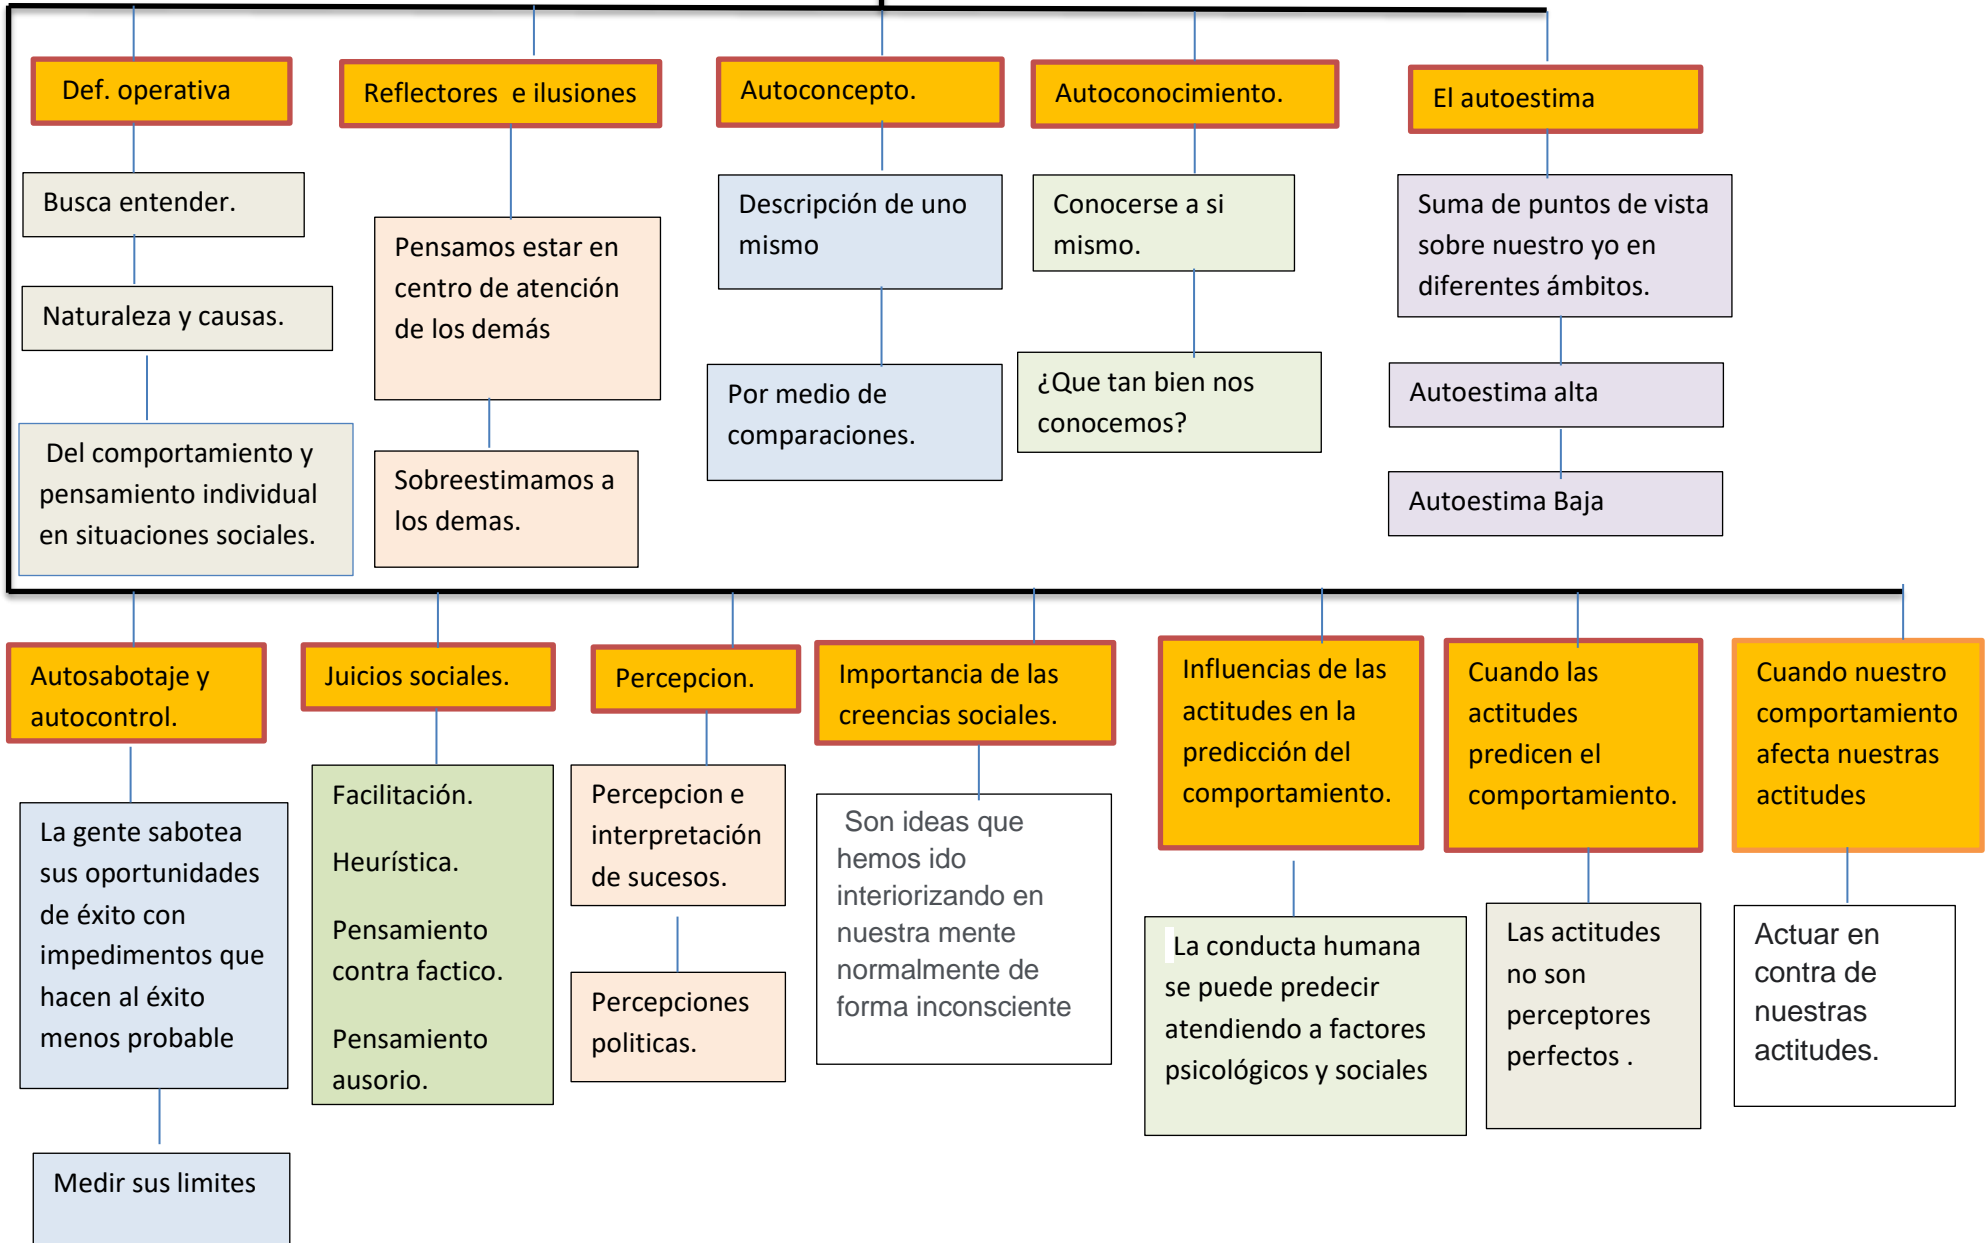 Def. operativa
Reflectores e ilusiones
Autoconcepto.
Autoconocimiento.
El autoestima
Busca entender.
Naturaleza y causas.
Del comportamiento y
pensamiento individual
en situaciones sociales.
Pensamos estar en
centro de atención
de los demás
Sobreestimamos a
los demas.
Descripción de uno
mismo
Por medio de
comparaciones.
Conocerse a si
mismo.
¿Que tan bien nos
conocemos?
Suma de puntos de vista
sobre nuestro yo en
diferentes ámbitos.
Autoestima alta
Autoestima Baja
Autosabotaje y
autocontrol.
Juicios sociales.
Percepcion.
Importancia de las
creencias sociales.
Influencias de las
actitudes en la
predicción del
comportamiento.
Cuando las
actitudes
predicen el
comportamiento.
Cuando nuestro
comportamiento
afecta nuestras
actitudes
La gente sabotea
sus oportunidades
de éxito con
impedimentos que
hacen al éxito
menos probable
Medir sus limites
Facilitación.
Heurística.
Pensamiento
contra factico.
Pensamiento
ausorio.
Percepcion e
interpretación
de sucesos.
Percepciones
politicas.
Son ideas que
hemos ido
interiorizando en
nuestra mente
normalmente de
forma inconsciente
La conducta humana
se puede predecir
atendiendo a factores
psicológicos y sociales
Las actitudes
no son
perceptores
perfectos .
Actuar en
contra de
nuestras
actitudes.